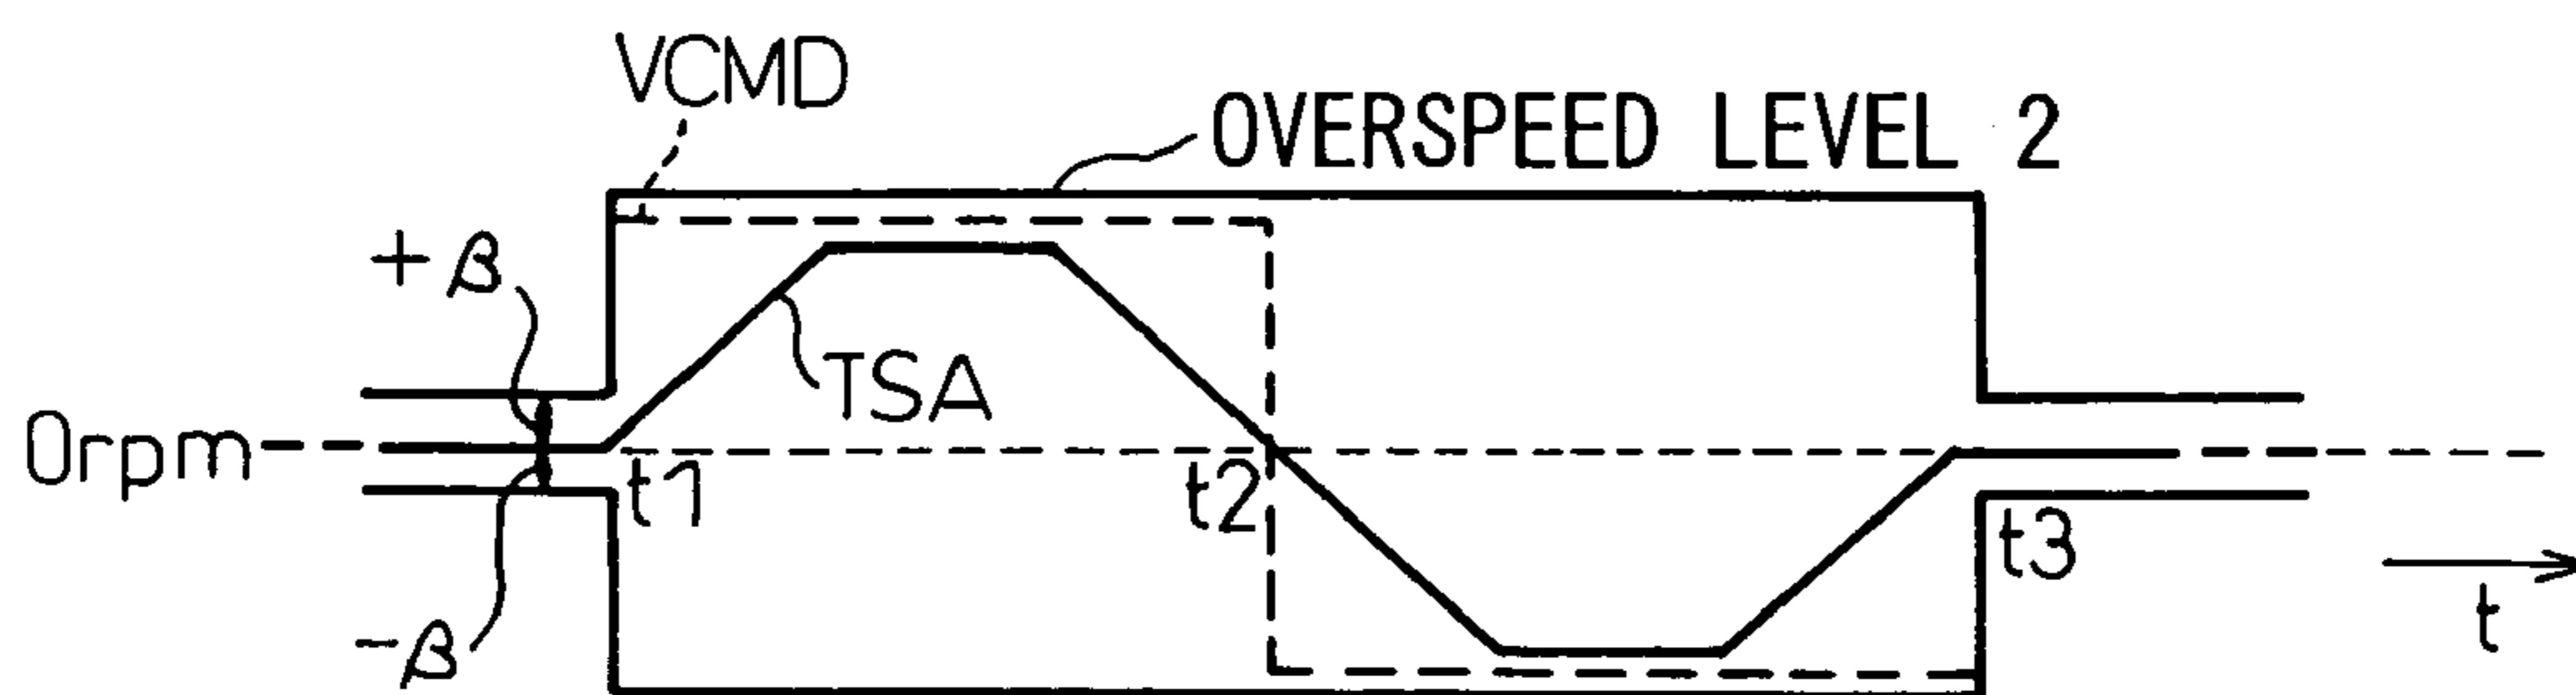 VCMD
OVERSPEED LEVEL 2
+β
TSA
0rpm
t1
t2
t3
-β
t